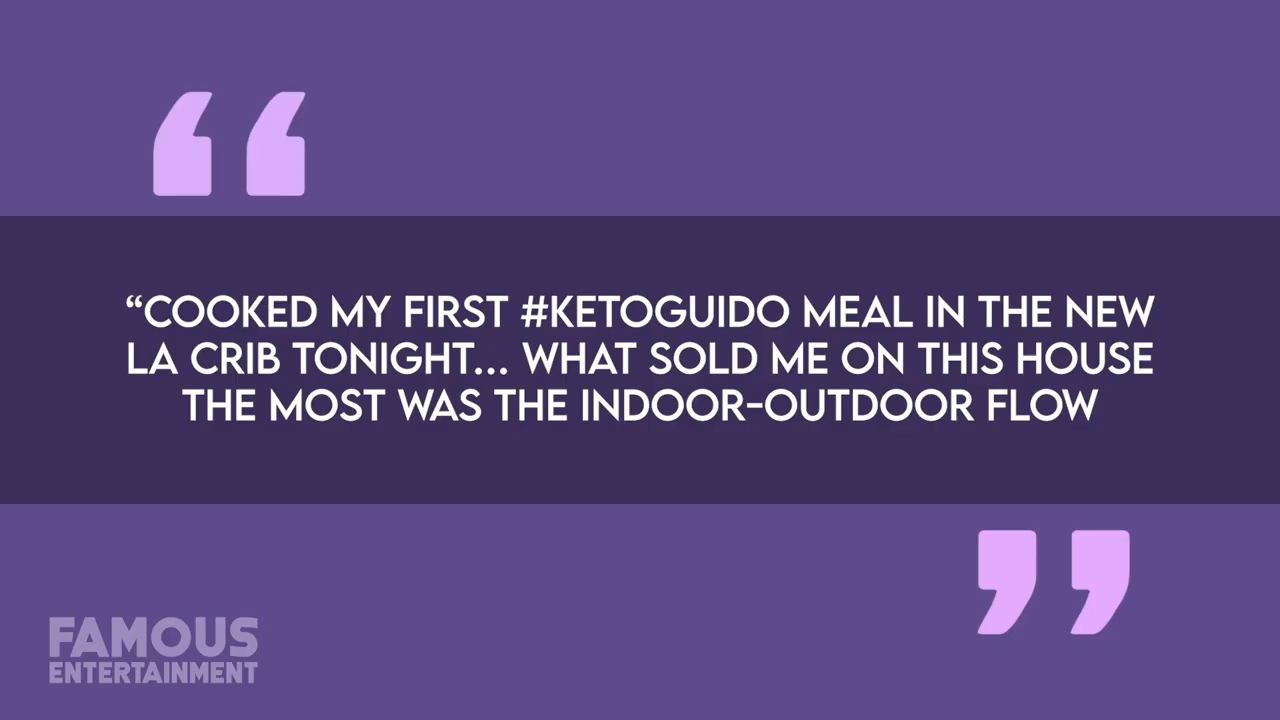 “COOKED MY FIRST #KETOGUIDO MEAL IN THE NEW
LA CRIB TONIGHT... WHAT SOLD ME ON THIS HOUSE
THE MOST WAS THE INDOOR-OUTDOOR FLOW
FAMOUS
ENTERTAINMENT